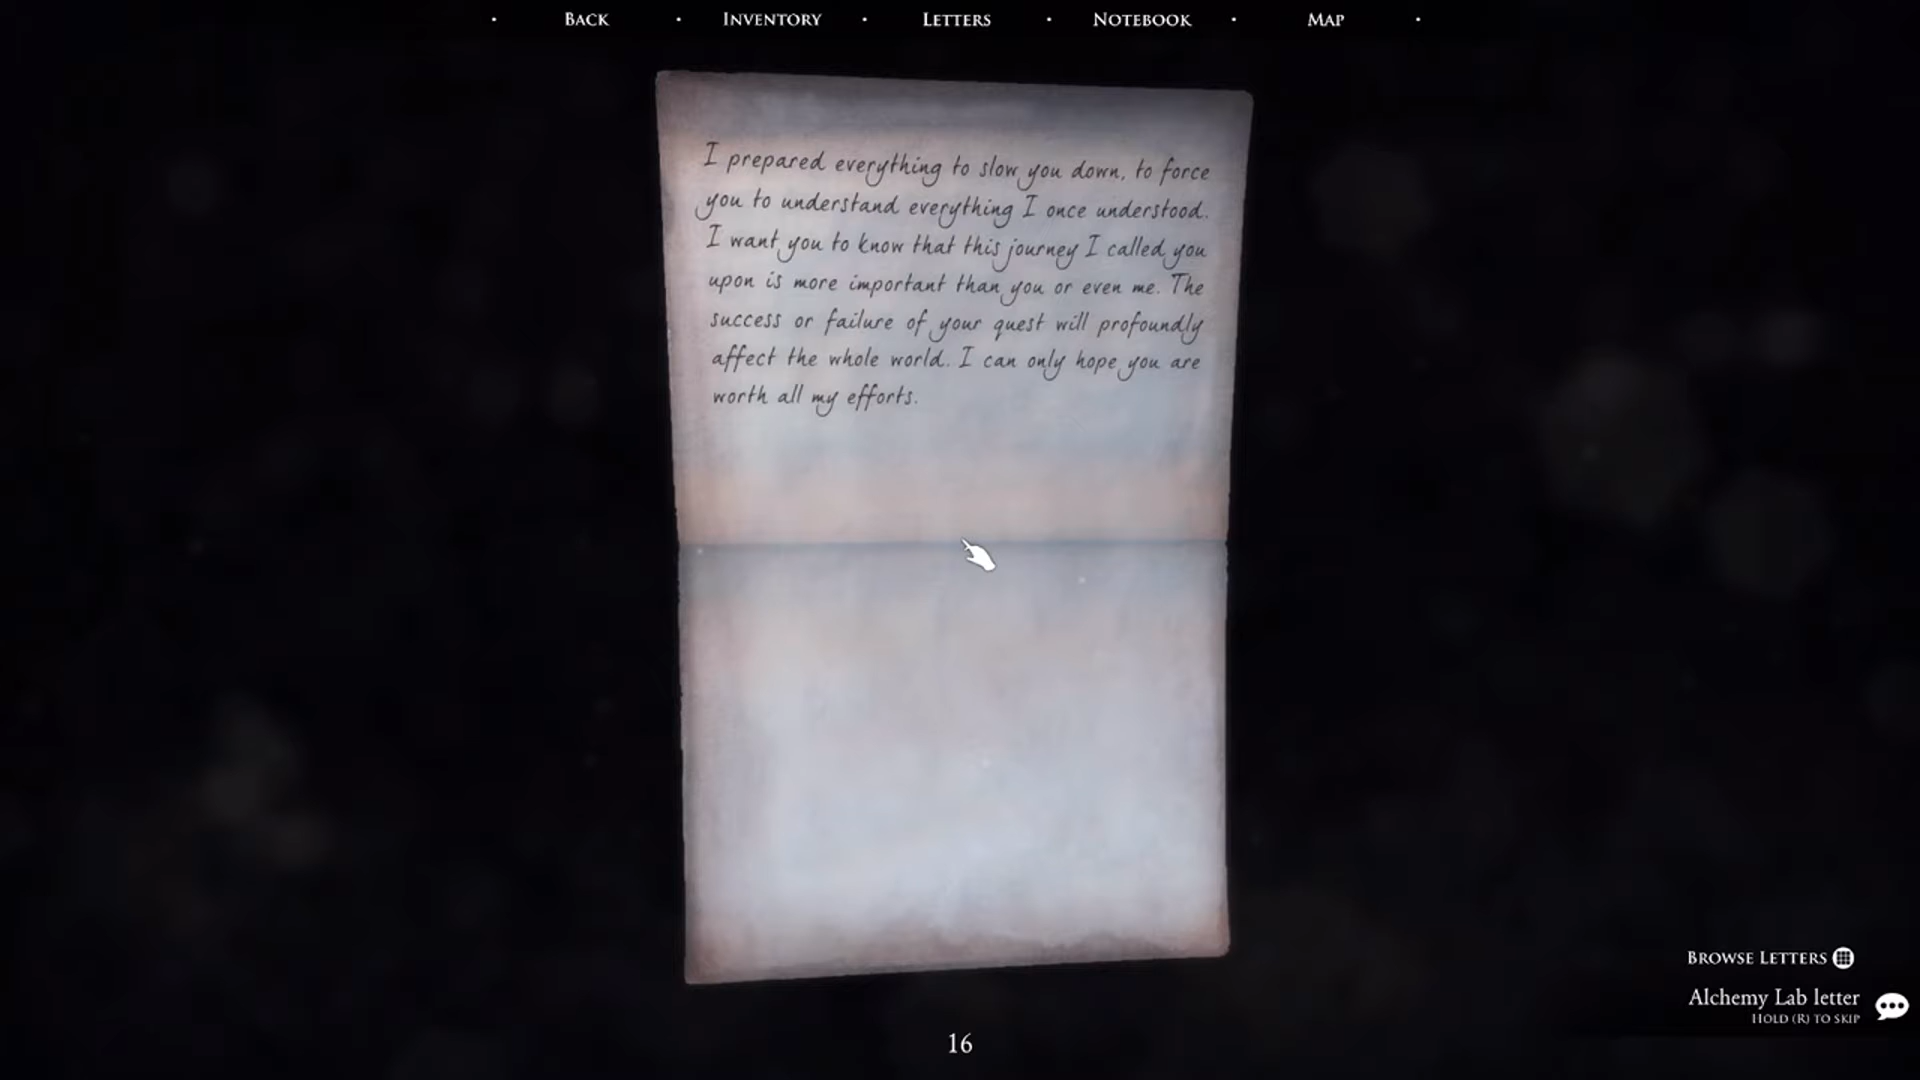 Back Inventory Letters Notebook Map
I prepared everything to slow you down, to force
you to understand everything I once understood.
I want you to know that this journey I called you
upon is more important than you or even me. The
success or failure of your quest will profoundly
affect the whole world. I can only hope you are
worth all my efforts.
Browse Letters
Alchemy Lab letter
Hold (R) to skip
16